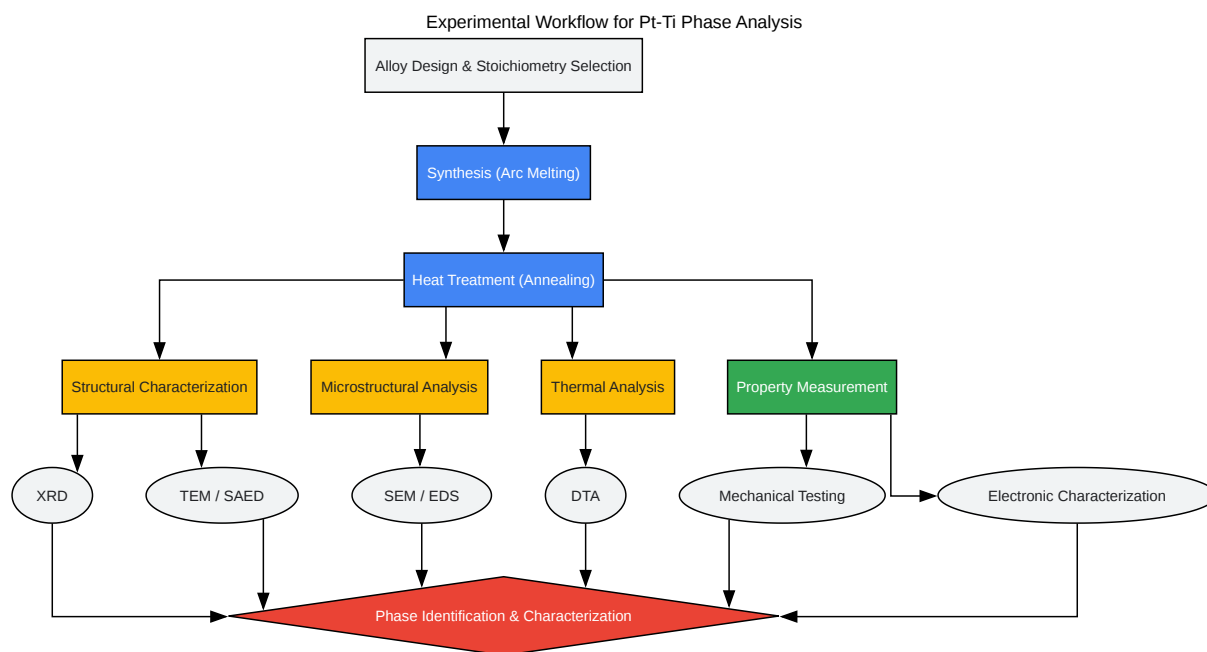 Experimental Workflow for Pt-Ti Phase Analysis
Alloy Design & Stoichiometry Selection
Synthesis (Arc Melting)
Heat Treatment (Annealing)
Structural Characterization
Microstructural Analysis
Thermal Analysis
Property Measurement
XRD
TEM / SAED
SEM / EDS
DTA
Mechanical Testing
Electronic Characterization
Phase Identification & Characterization